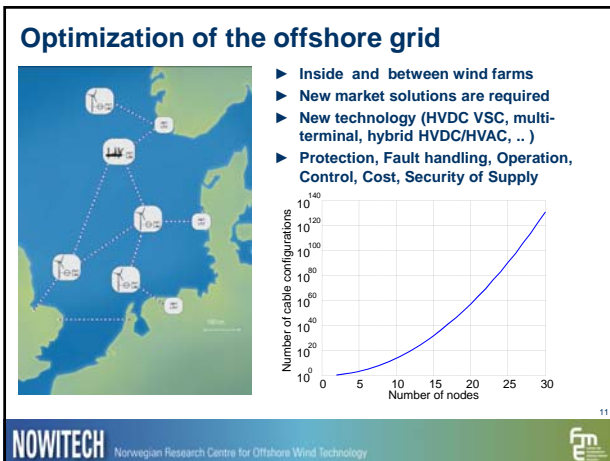 Optimization of the offshore grid
► Inside and between wind farms
► New market solutions are required
► New technology (HVDC VSC, multi-
terminal, hybrid HVDC/HVAC, .. )
► Protection, Fault handling, Operation,
Control, Cost, Security of Supply
Number of cable configurations
10^140
10^120
10^100
10^80
10^60
10^40
10^20
10^0
0 5 10 15 20 25 30
Number of nodes
11
NOWITECH Norwegian Research Centre for Offshore Wind Technology